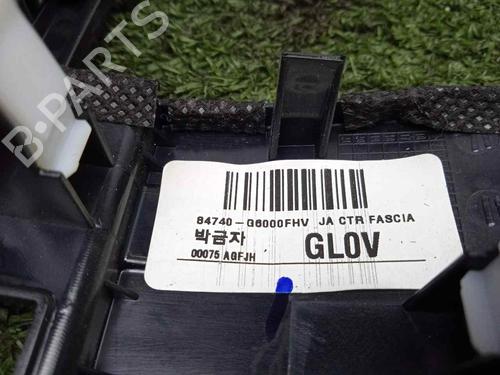 B-PARTS
84740-G6000FHV JA CTR FASCIA
박금자
GLOV
00075 AGFJH